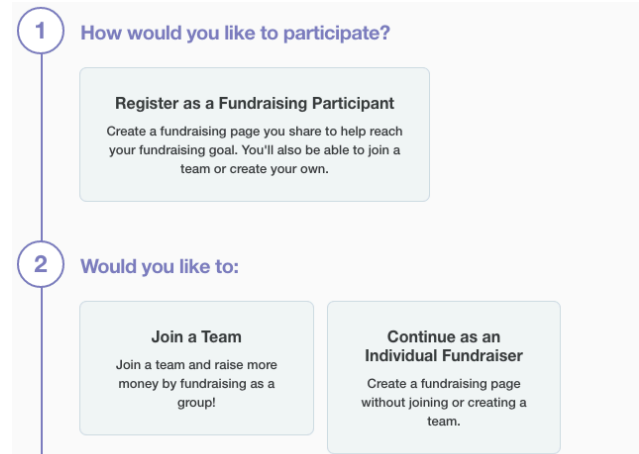 1
How would you like to participate?
Register as a Fundraising Participant
Create a fundraising page you share to help reach
your fundraising goal. You'll also be able to join a
team or create your own.
2
Would you like to:
Join a Team
Join a team and raise more
money by fundraising as a
group!
Continue as an
Individual Fundraiser
Create a fundraising page
without joining or creating a
team.